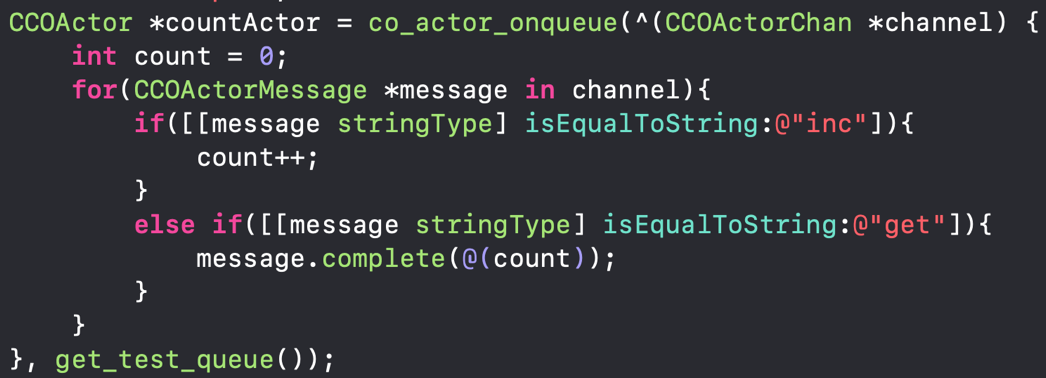 CCOActor *countActor = co_actor_onqueue(^(CCOActorChan *channel) {
    int count = 0;
    for(CCOActorMessage *message in channel){
        if([[message stringType] isEqualToString:@"inc"]){
            count++;
        }
        else if([[message stringType] isEqualToString:@"get"]){
            message.complete(@(count));
        }
    }
}, get_test_queue());